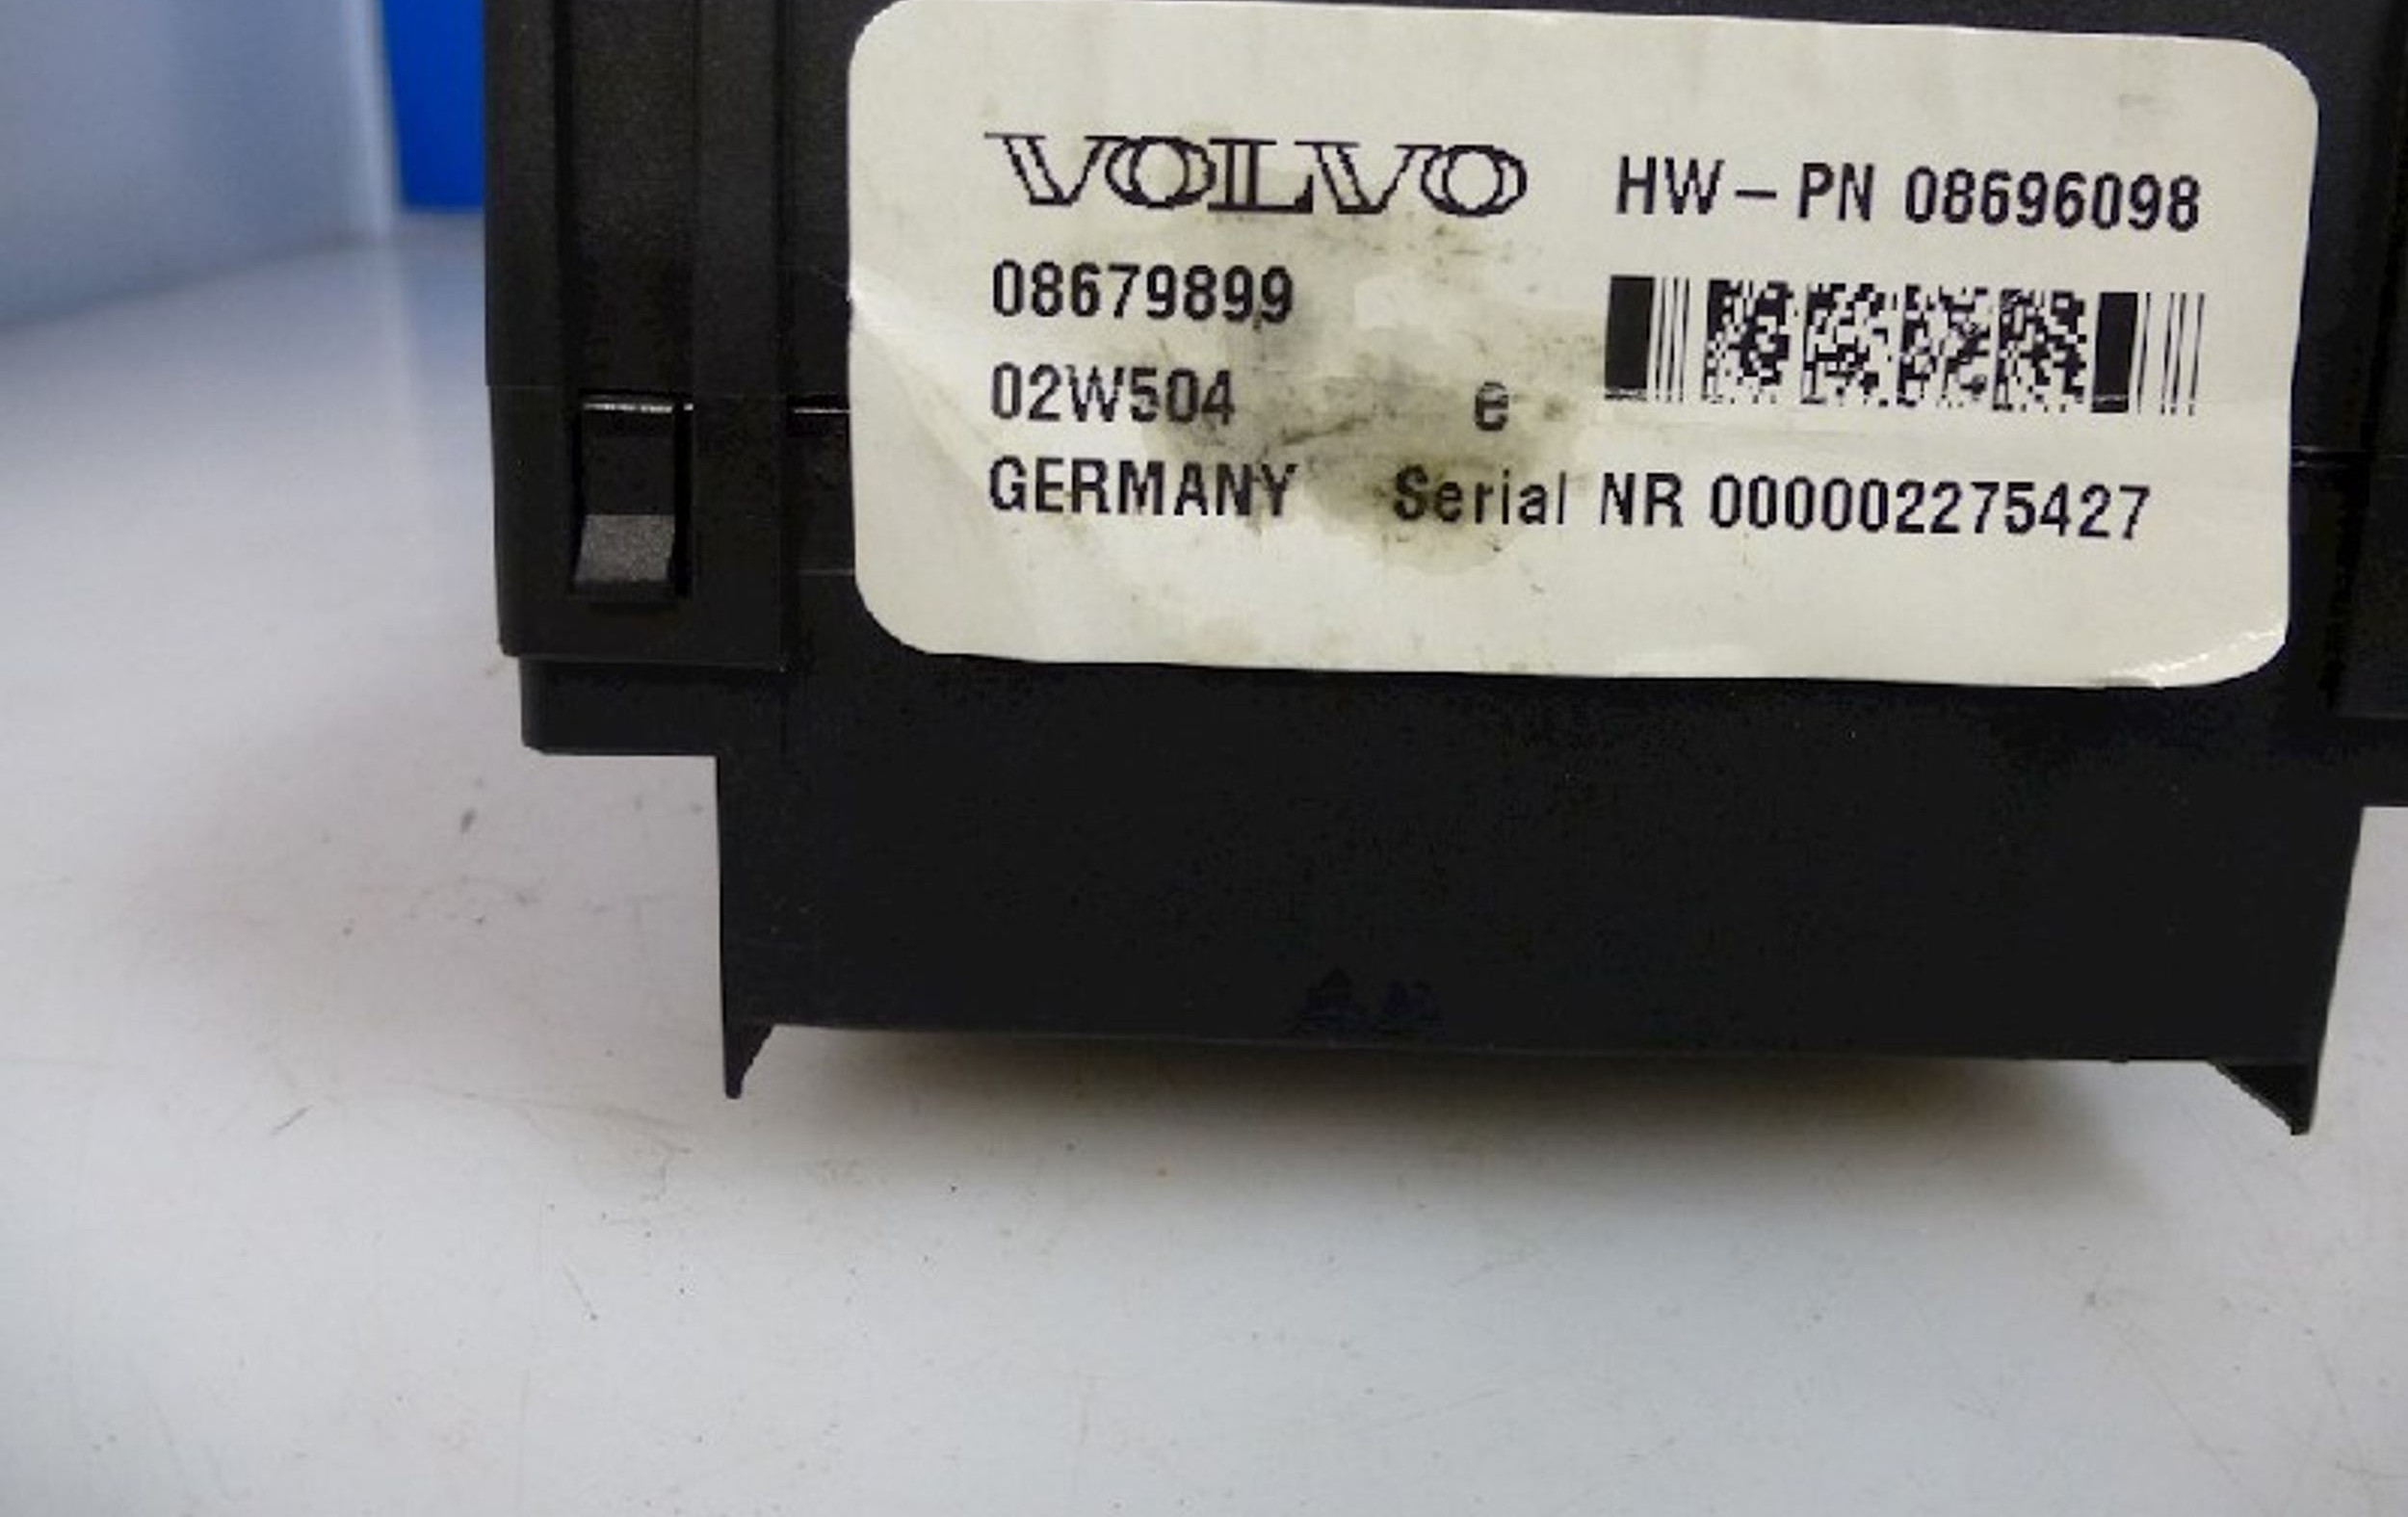 VOLVO HW-PN 08696098
08679899
02W504 e
GERMANY Serial NR 000002275427